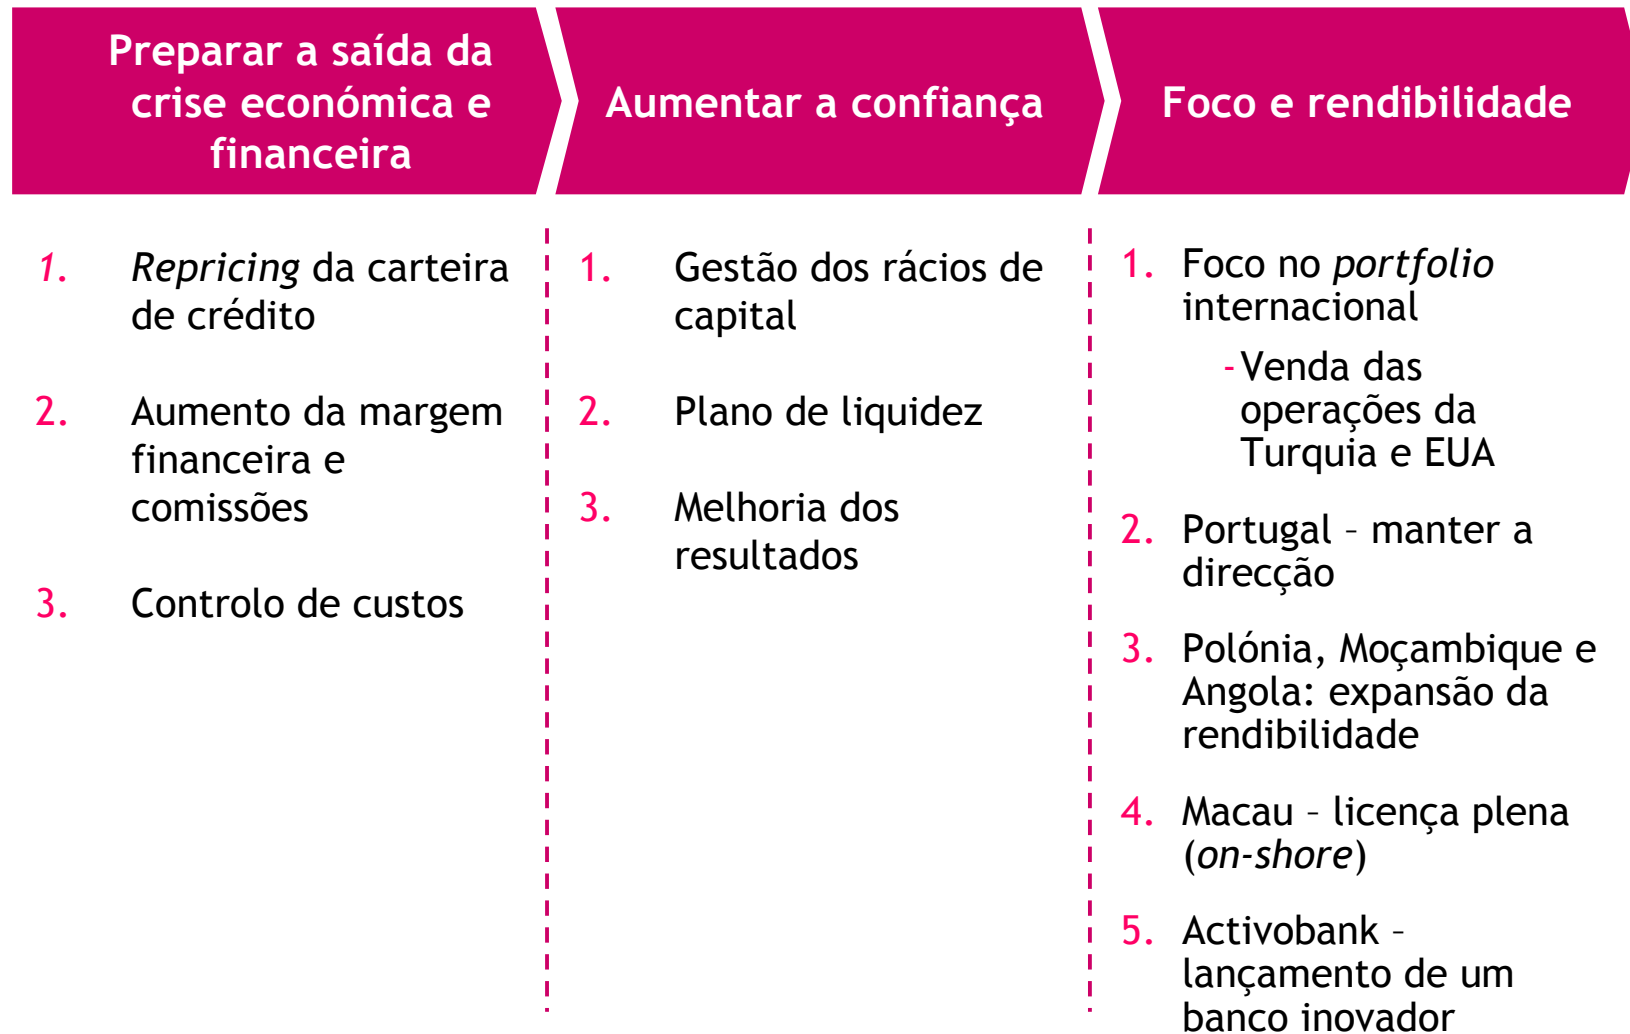 Preparar a saída da
crise económica e
financeira
Aumentar a confiança
Foco e rendibilidade
1. Repricing da carteira
de crédito
2. Aumento da margem
financeira e
comissões
3. Controlo de custos
1. Gestão dos rácios de
capital
2. Plano de liquidez
3. Melhoria dos
resultados
1. Foco no portfolio
internacional
-Venda das
operações da
Turquia e EUA
2. Portugal – manter a
direcção
3. Polónia, Moçambique e
Angola: expansão da
rendibilidade
4. Macau – licença plena
(on-shore)
5. Activobank –
lançamento de um
banco inovador